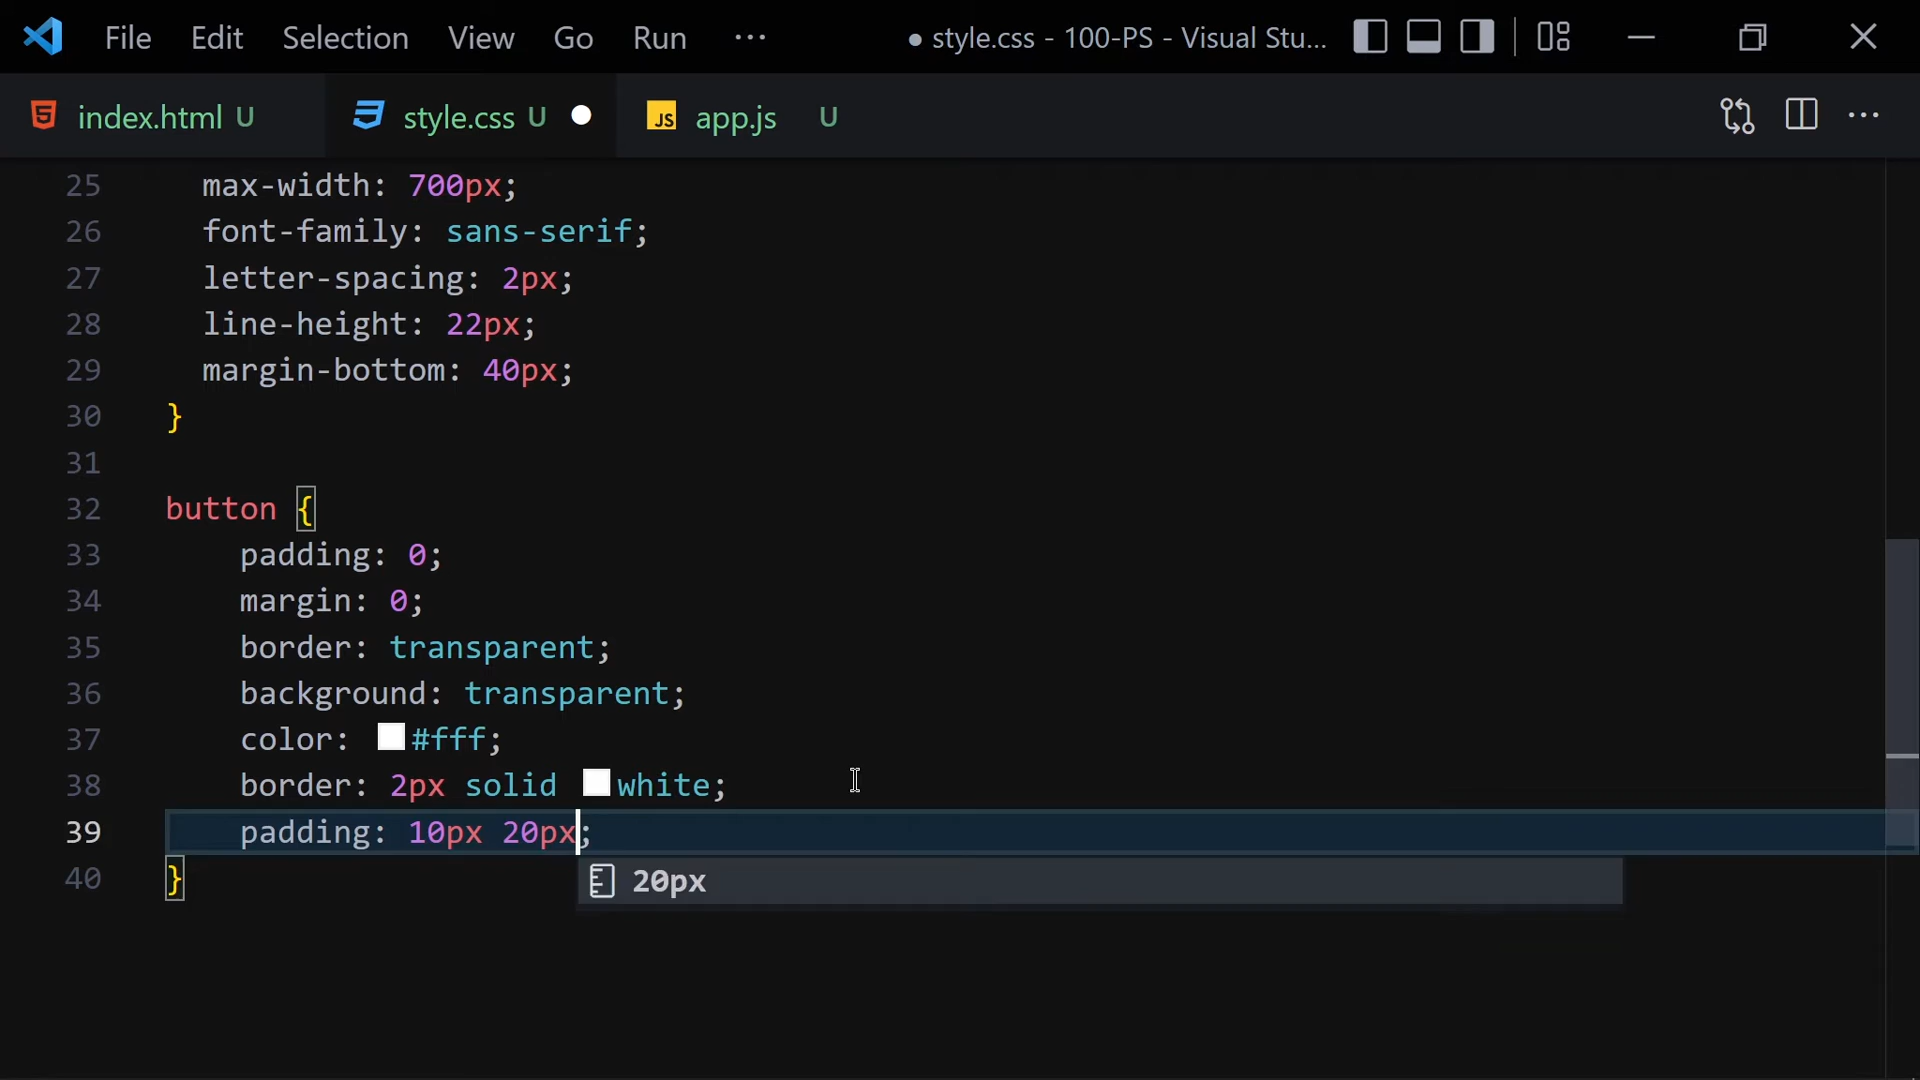 File Edit Selection View Go Run ··· ● style.css - 100-PS - Visual Stu...
index.html U style.css U ● JS app.js U ···
25 max-width: 700px;
26 font-family: sans-serif;
27 letter-spacing: 2px;
28 line-height: 22px;
29 margin-bottom: 40px;
30 }
31
32 button {
33 padding: 0;
34 margin: 0;
35 border: transparent;
36 background: transparent;
37 color: #fff;
38 border: 2px solid white;
39 padding: 10px 20px;
40 }
20px